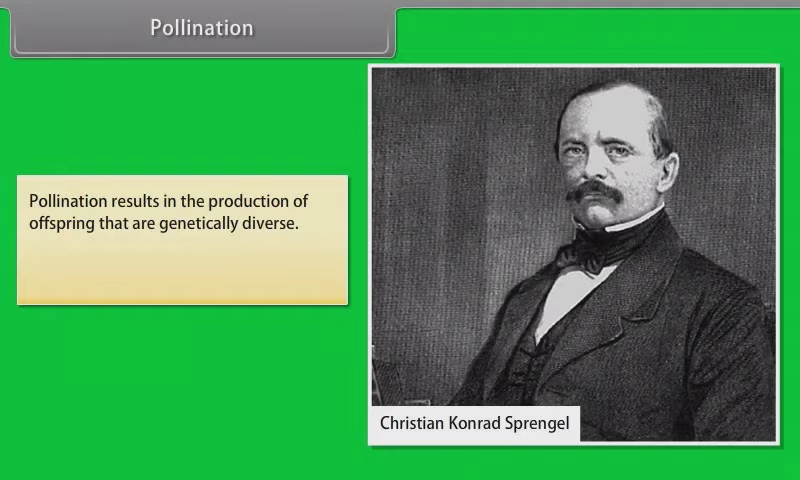 Pollination
Pollination results in the production of
offspring that are genetically diverse.
Christian Konrad Sprengel